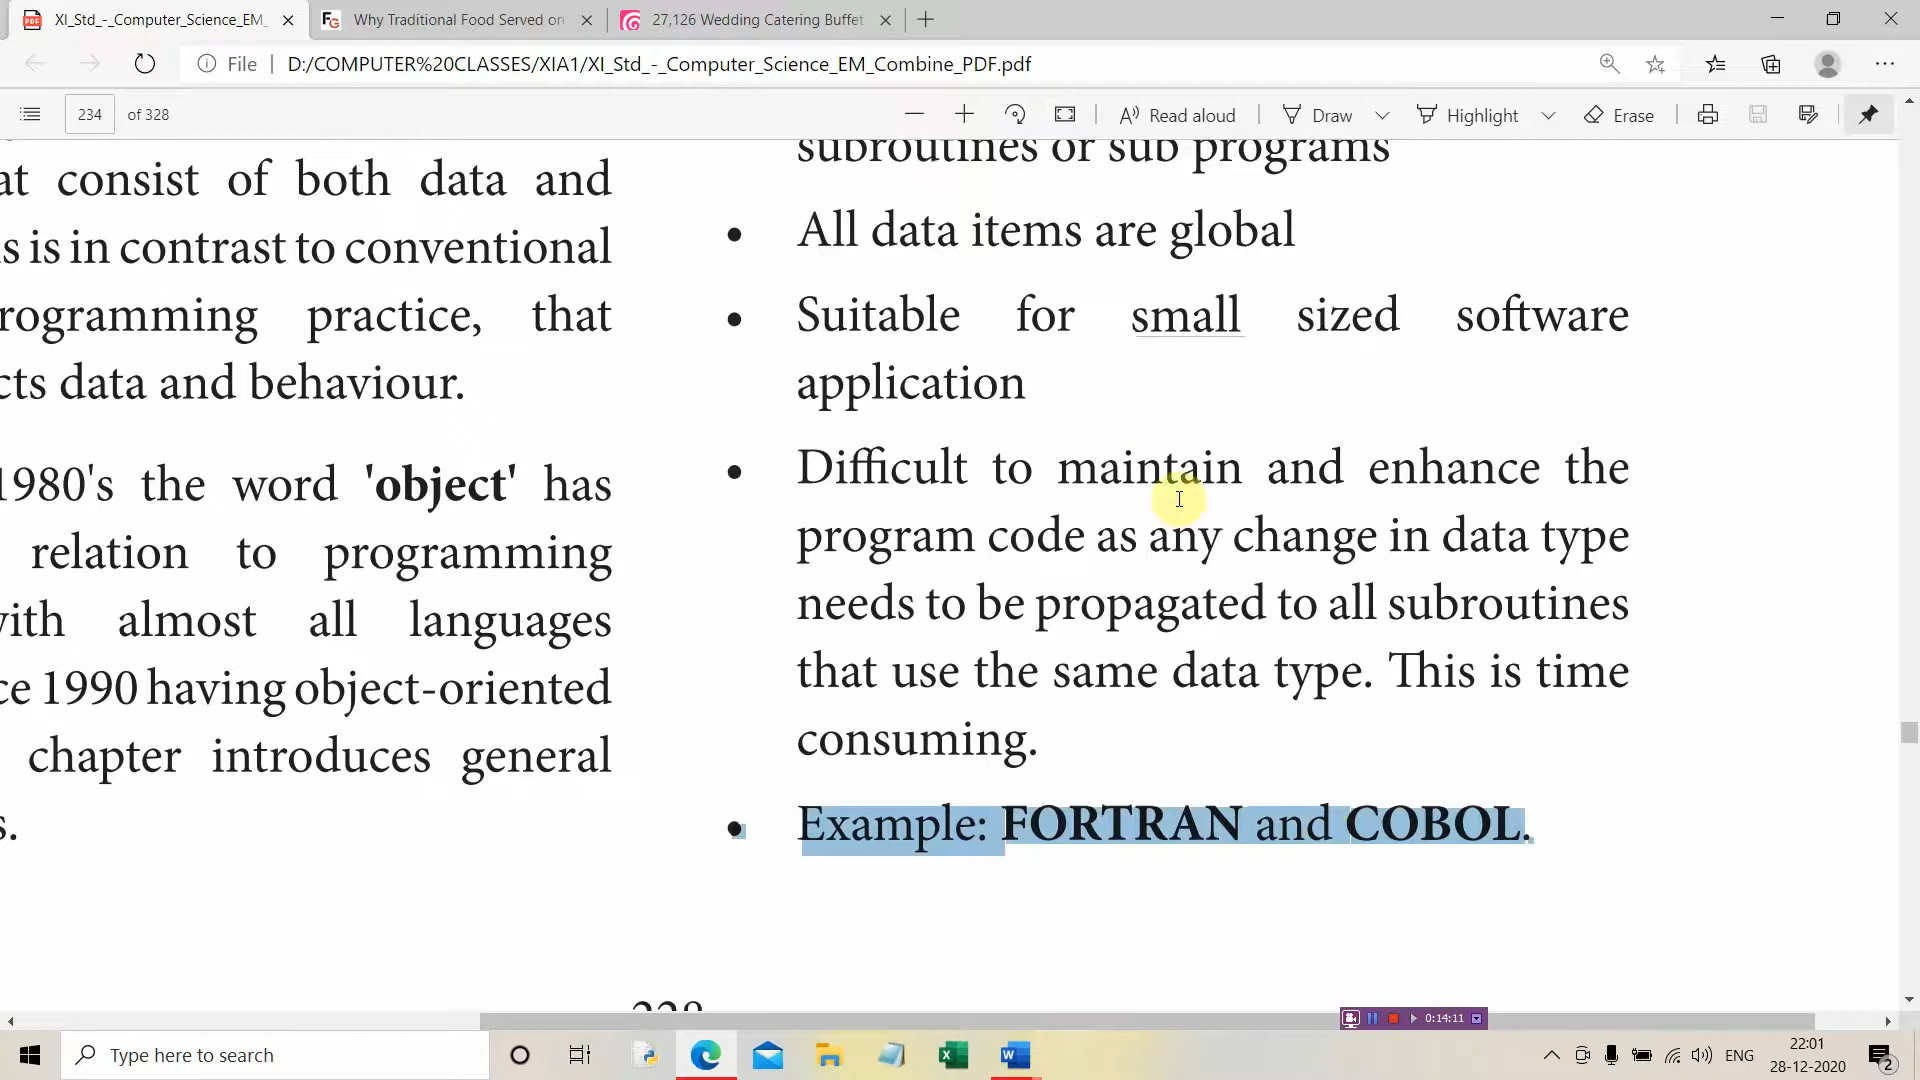 XI_Std_-_Computer_Science_EM_
Why Traditional Food Served on
27,126 Wedding Catering Buffet
File
D:/COMPUTER%20CLASSES/XIA1/XI_Std_-_Computer_Science_EM_Combine_PDF.pdf
234 of 328
Read aloud
Draw
Highlight
Erase
at consist of both data and
s is in contrast to conventional
rogramming practice, that
cts data and behaviour.
1980's the word 'object' has
relation to programming
with almost all languages
ce 1990 having object-oriented
chapter introduces general
s.
subroutines or sub programs
• All data items are global
• Suitable for small sized software
application
• Difficult to maintain and enhance the
program code as any change in data type
needs to be propagated to all subroutines
that use the same data type. This is time
consuming.
• Example: FORTRAN and COBOL.
228
0:14:11
Type here to search
ENG
22:01
28-12-2020
2